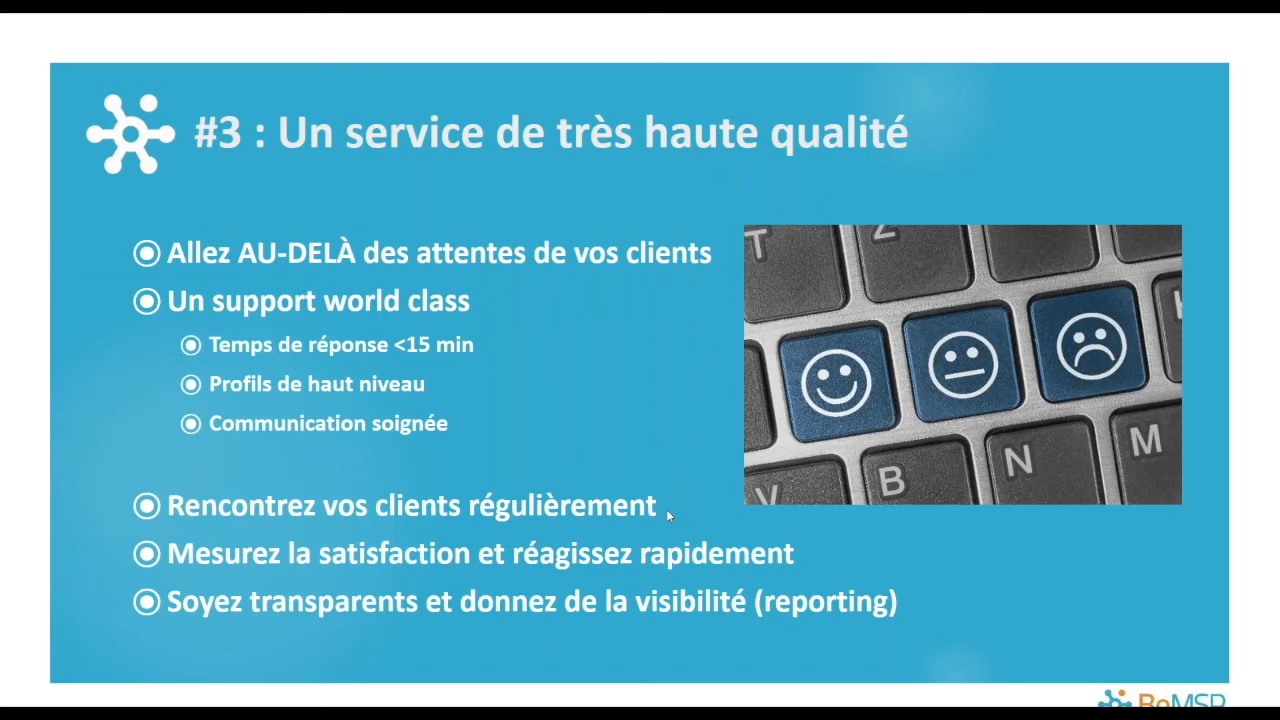 #3 : Un service de très haute qualité
Allez AU-DELÀ des attentes de vos clients
Un support world class
Temps de réponse <15 min
Profils de haut niveau
Communication soignée
Rencontrez vos clients régulièrement
Mesurez la satisfaction et réagissez rapidement
Soyez transparents et donnez de la visibilité (reporting)
T Z
V B N M
BeMSP